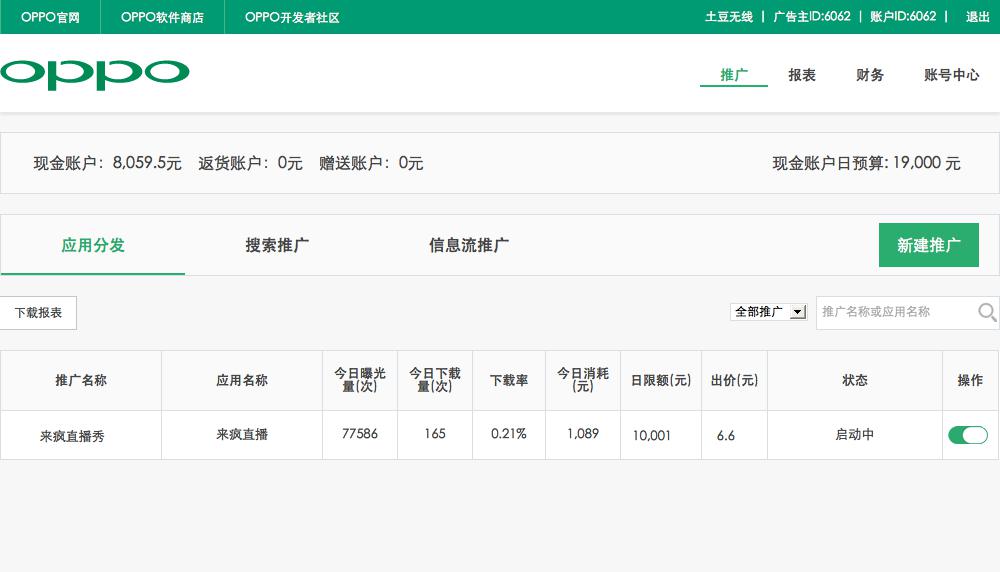 OPPO官网 OPPO软件商店 OPPO开发者社区 土豆无线 | 广告主ID:6062 | 账户ID:6062 | 退出
oppo 推广 报表 财务 账号中心
现金账户：8,059.5元 返货账户：0元 赠送账户：0元 现金账户日预算: 19,000 元
应用分发 搜索推广 信息流推广 新建推广
下载报表 全部推广 推广名称或应用名称
推广名称 应用名称 今日曝光 今日下载 下载率 今日消耗 日限额(元) 出价(元) 状态 操作
量(次) 量(次) (元)
来疯直播秀 来疯直播 77586 165 0.21% 1,089 10,001 6.6 启动中